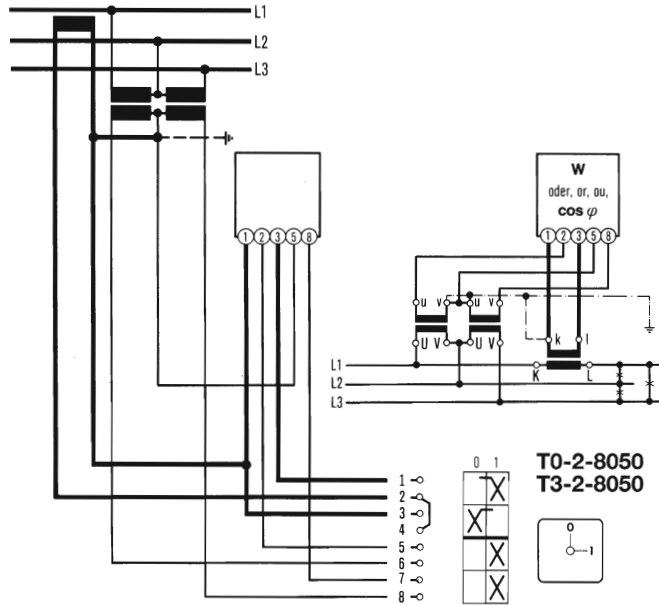 L1
L2
L3
1 2 3 5 8
W
oder, or, ou,
cos φ
1 2 3 5 8
u v u v
k l
U V U V
L1
K L
L2
L3
0 1
T0-2-8050
T3-2-8050
1
2
3
4
5
6
7
8
0
1